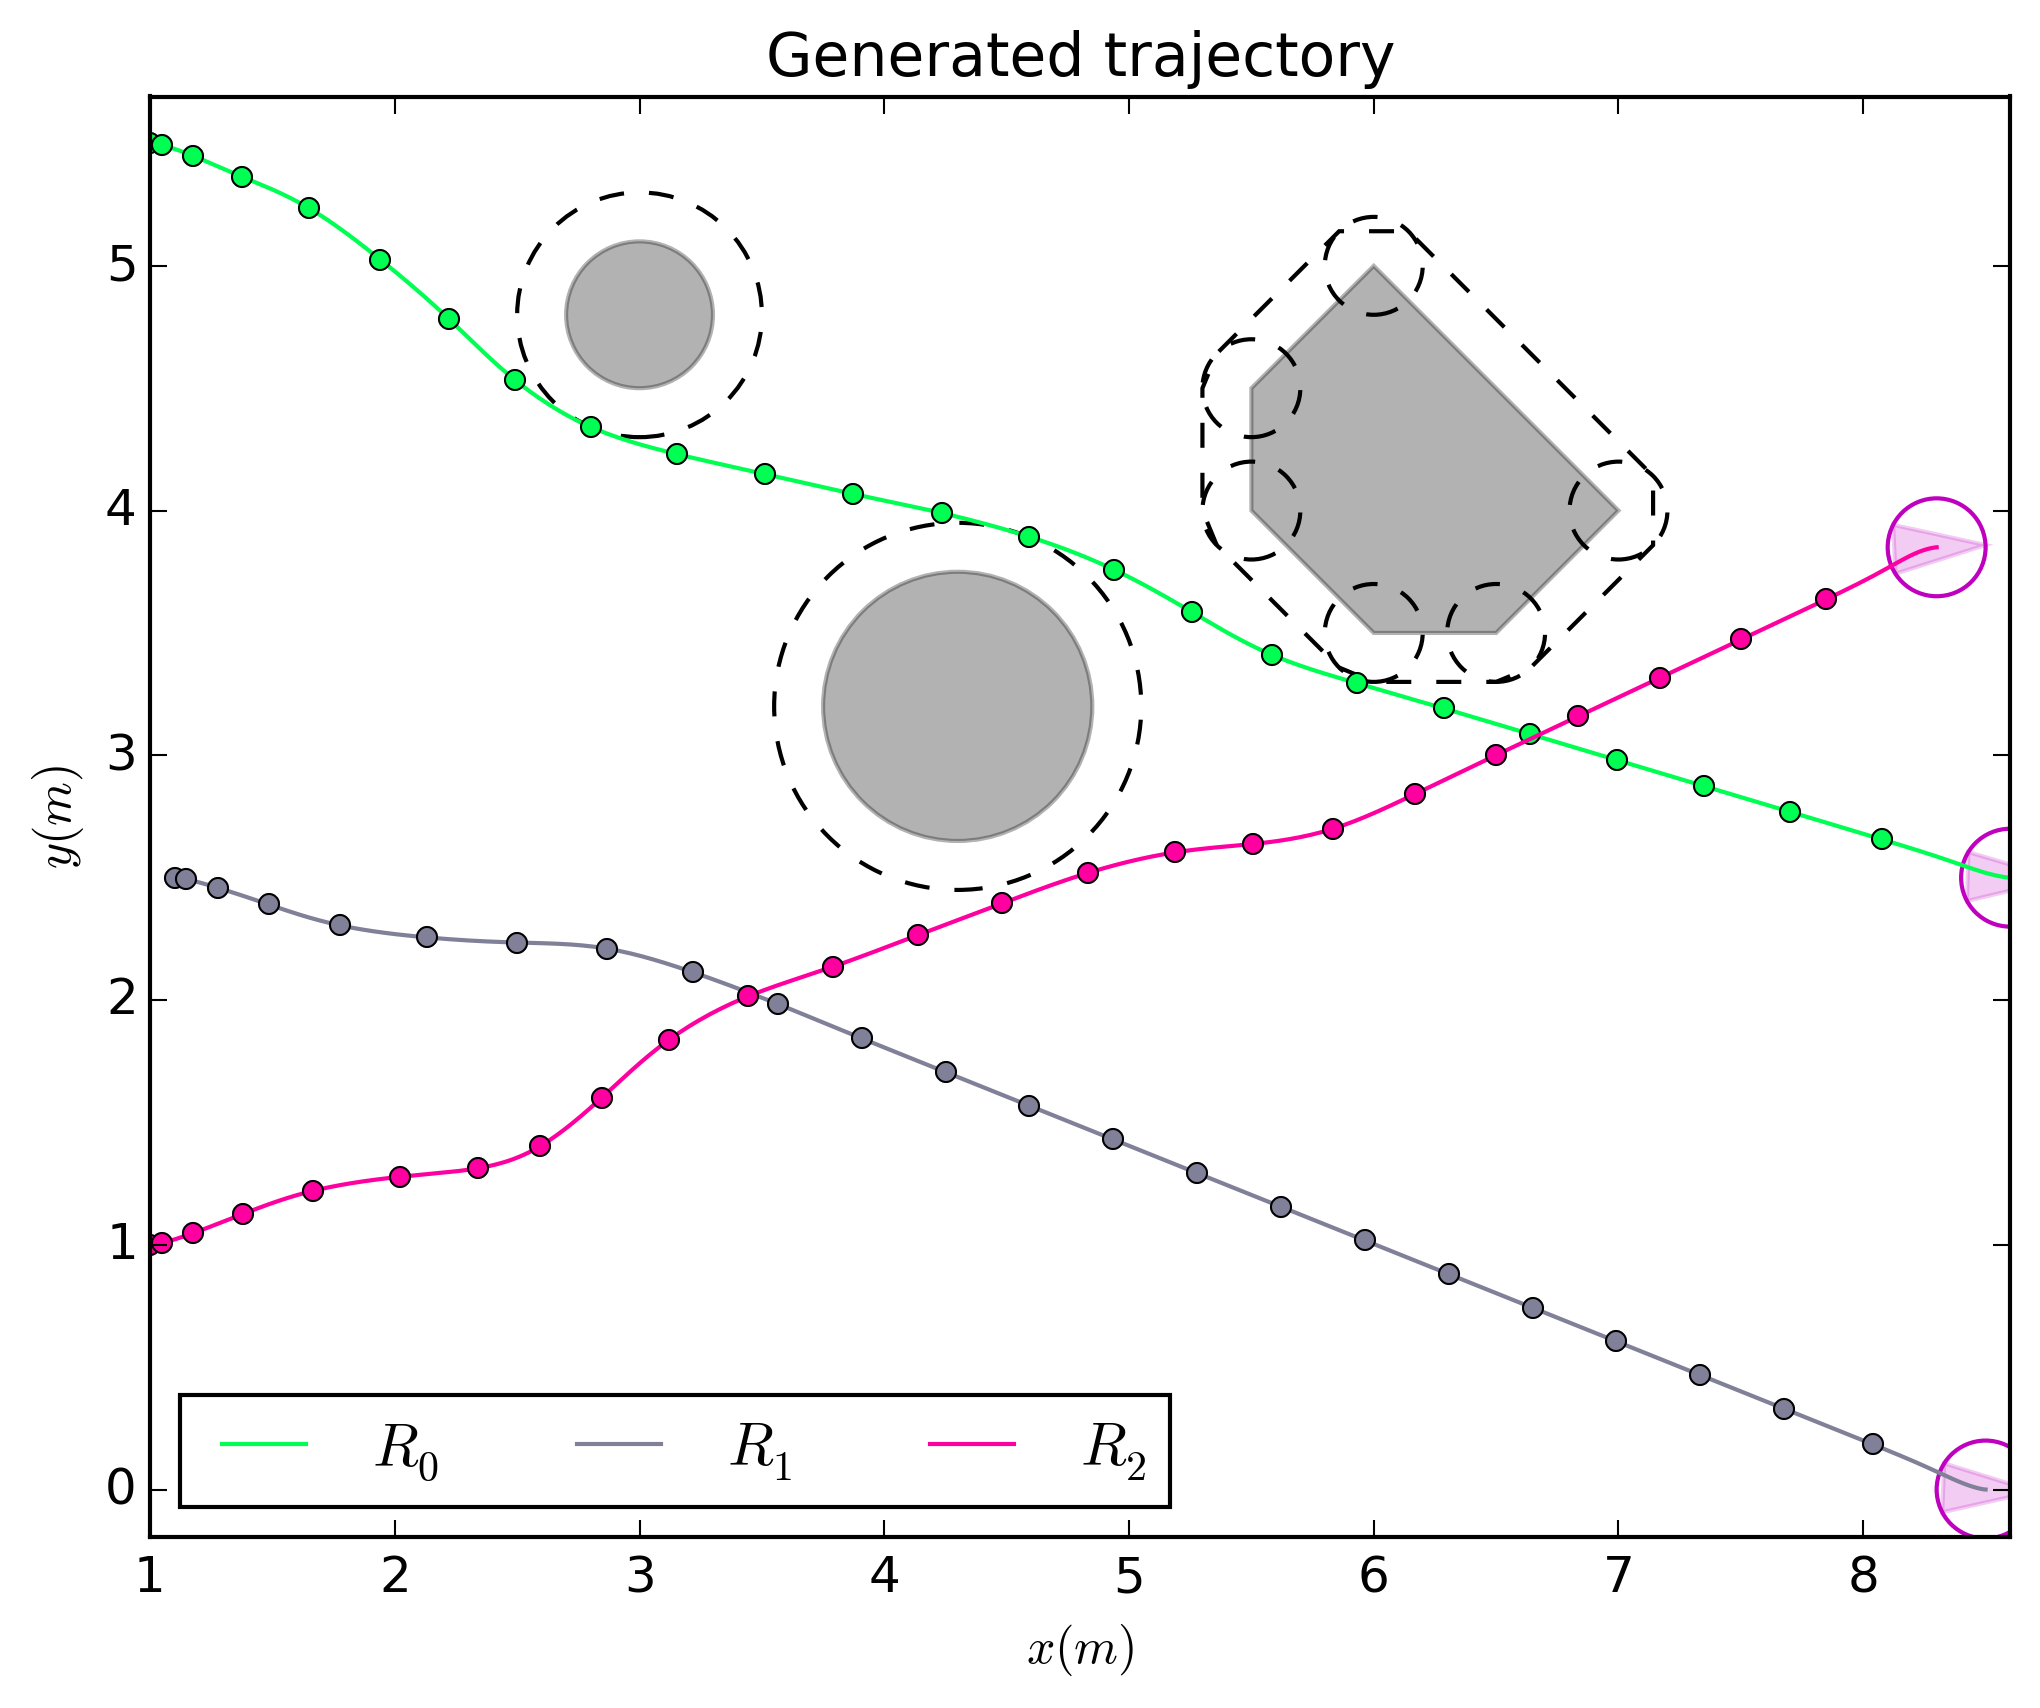 Generated trajectory
y(m)
5
4
3
2
1
0
R₀ R₁ R₂
1 2 3 4 5 6 7 8
x(m)